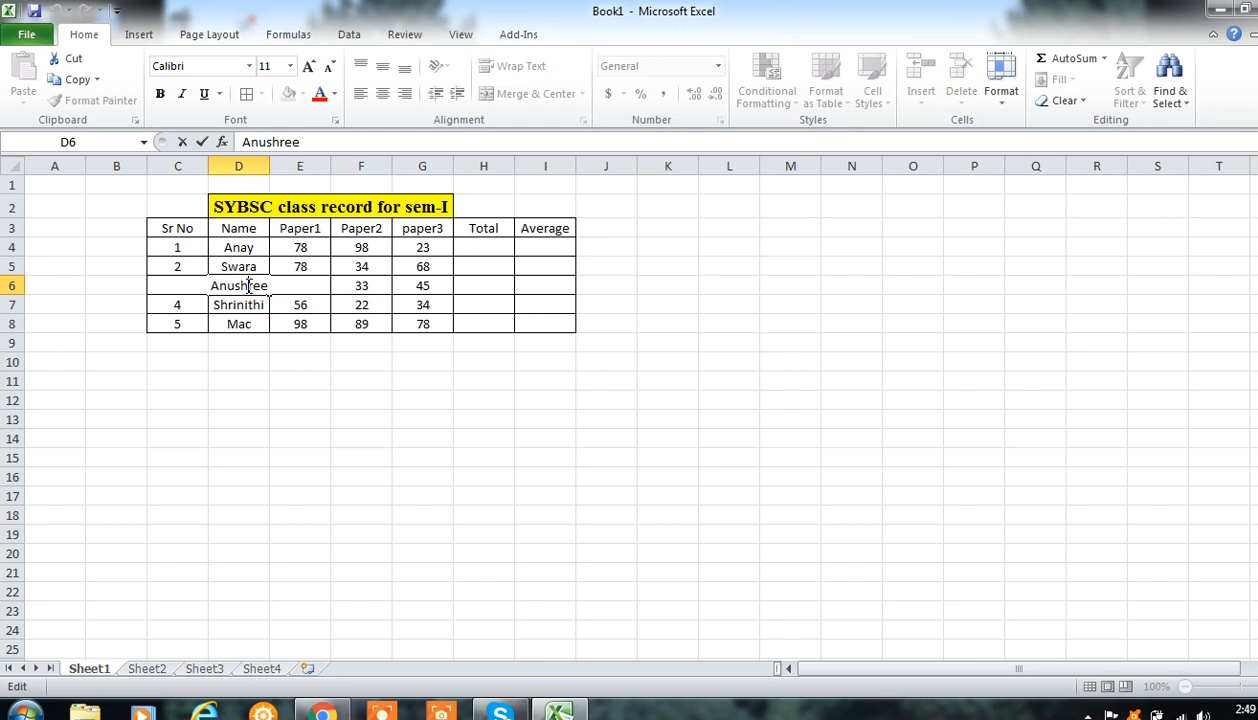 Book1 - Microsoft Excel
File Home Insert Page Layout Formulas Data Review View Add-Ins
Cut
Copy
Format Painter
Paste
Clipboard
Calibri 11 A A
B I U A
Font
Wrap Text
Merge & Center
Alignment
General
$ % ,
Number
Conditional Formatting
Format as Table
Cell Styles
Styles
Insert Delete Format
Cells
AutoSum
Fill
Clear
Sort & Filter
Find & Select
Editing
D6 fx Anushree
A B C D E F G H I J K L M N O P Q R S T
1
2 SYBSC class record for sem-I
3 Sr No Name Paper1 Paper2 paper3 Total Average
4 1 Anay 78 98 23
5 2 Swara 78 34 68
6 Anushree 33 45
7 4 Shrinithi 56 22 34
8 5 Mac 98 89 78
9
10
11
12
13
14
15
16
17
18
19
20
21
22
23
24
25
Sheet1 Sheet2 Sheet3 Sheet4
Edit 100%
2:49